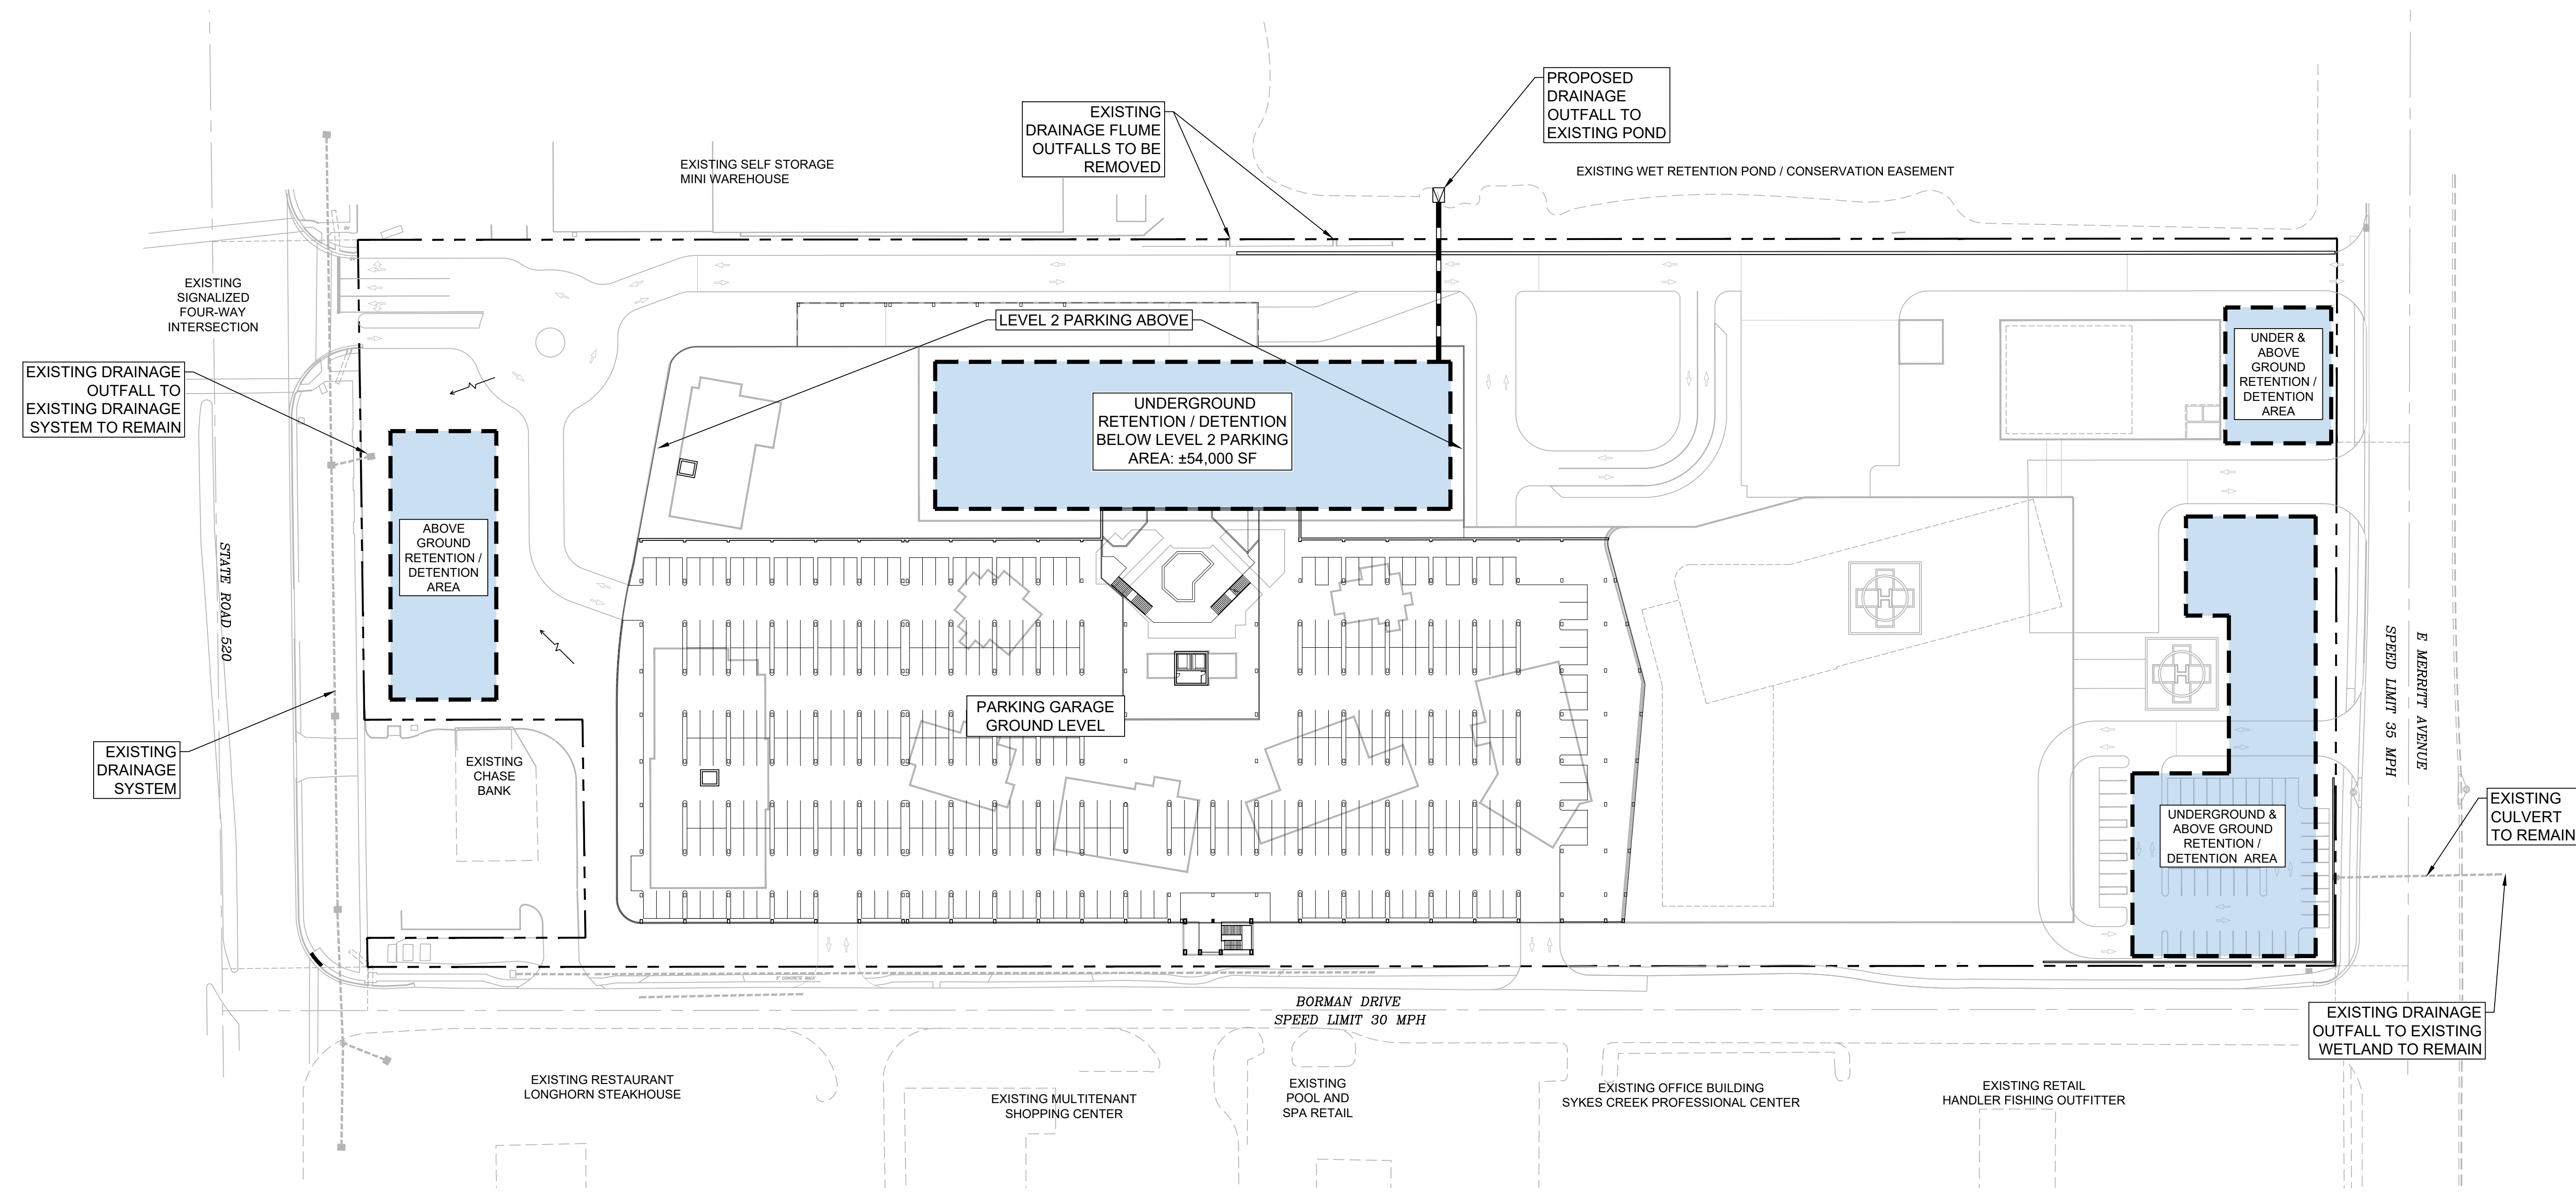 PROPOSED
DRAINAGE
OUTFALL TO
EXISTING POND
EXISTING
DRAINAGE FLUME
OUTFALLS TO BE
REMOVED
EXISTING SELF STORAGE
MINI WAREHOUSE
EXISTING WET RETENTION POND / CONSERVATION EASEMENT
EXISTING
SIGNALIZED
FOUR-WAY
INTERSECTION
LEVEL 2 PARKING ABOVE
UNDER &
ABOVE
GROUND
RETENTION /
DETENTION
AREA
EXISTING DRAINAGE
OUTFALL TO
EXISTING DRAINAGE
SYSTEM TO REMAIN
UNDERGROUND
RETENTION / DETENTION
BELOW LEVEL 2 PARKING
AREA: ±54,000 SF
ABOVE
GROUND
RETENTION /
DETENTION
AREA
STATE ROAD 520
H
H
E MERRITT AVENUE
SPEED LIMIT 35 MPH
PARKING GARAGE
GROUND LEVEL
EXISTING
DRAINAGE
SYSTEM
EXISTING
CHASE
BANK
UNDERGROUND &
ABOVE GROUND
RETENTION /
DETENTION AREA
EXISTING
CULVERT
TO REMAIN
5' CONCRETE WALK
BORMAN DRIVE
SPEED LIMIT 30 MPH
EXISTING DRAINAGE
OUTFALL TO EXISTING
WETLAND TO REMAIN
EXISTING RESTAURANT
LONGHORN STEAKHOUSE
EXISTING MULTITENANT
SHOPPING CENTER
EXISTING
POOL AND
SPA RETAIL
EXISTING OFFICE BUILDING
SYKES CREEK PROFESSIONAL CENTER
EXISTING RETAIL
HANDLER FISHING OUTFITTER